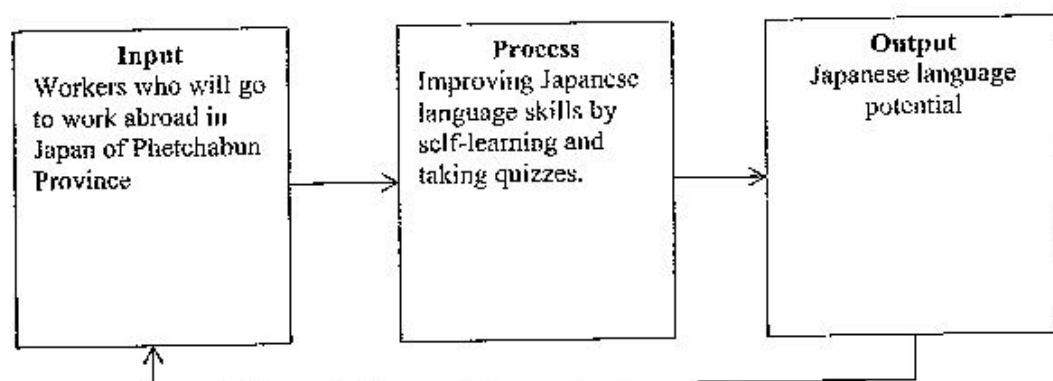 Input
Workers who will go
to work abroad in
Japan of Phetchabun
Province
Process
Improving Japanese
language skills by
self-learning and
taking quizzes.
Output
Japanese language
potential